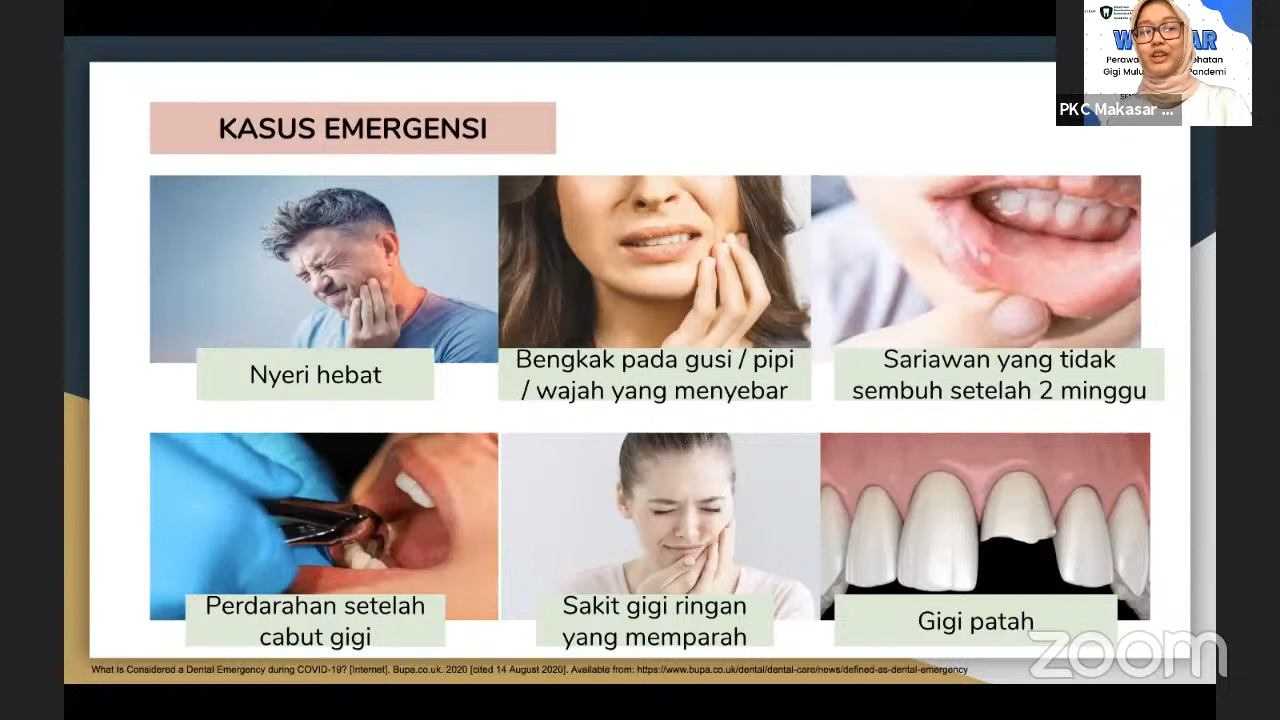 KASUS EMERGENSI
Nyeri hebat
Bengkak pada gusi / pipi
/ wajah yang menyebar
Sariawan yang tidak
sembuh setelah 2 minggu
Perdarahan setelah
cabut gigi
Sakit gigi ringan
yang memparah
Gigi patah
What Is Considered a Dental Emergency during COVID-19? [Internet]. Bupa.co.uk. 2020 [cited 14 August 2020]. Available from: https://www.bupa.co.uk/dental/dental-care/news/defined-as-dental-emergency
PKC Makasar ...
zoom